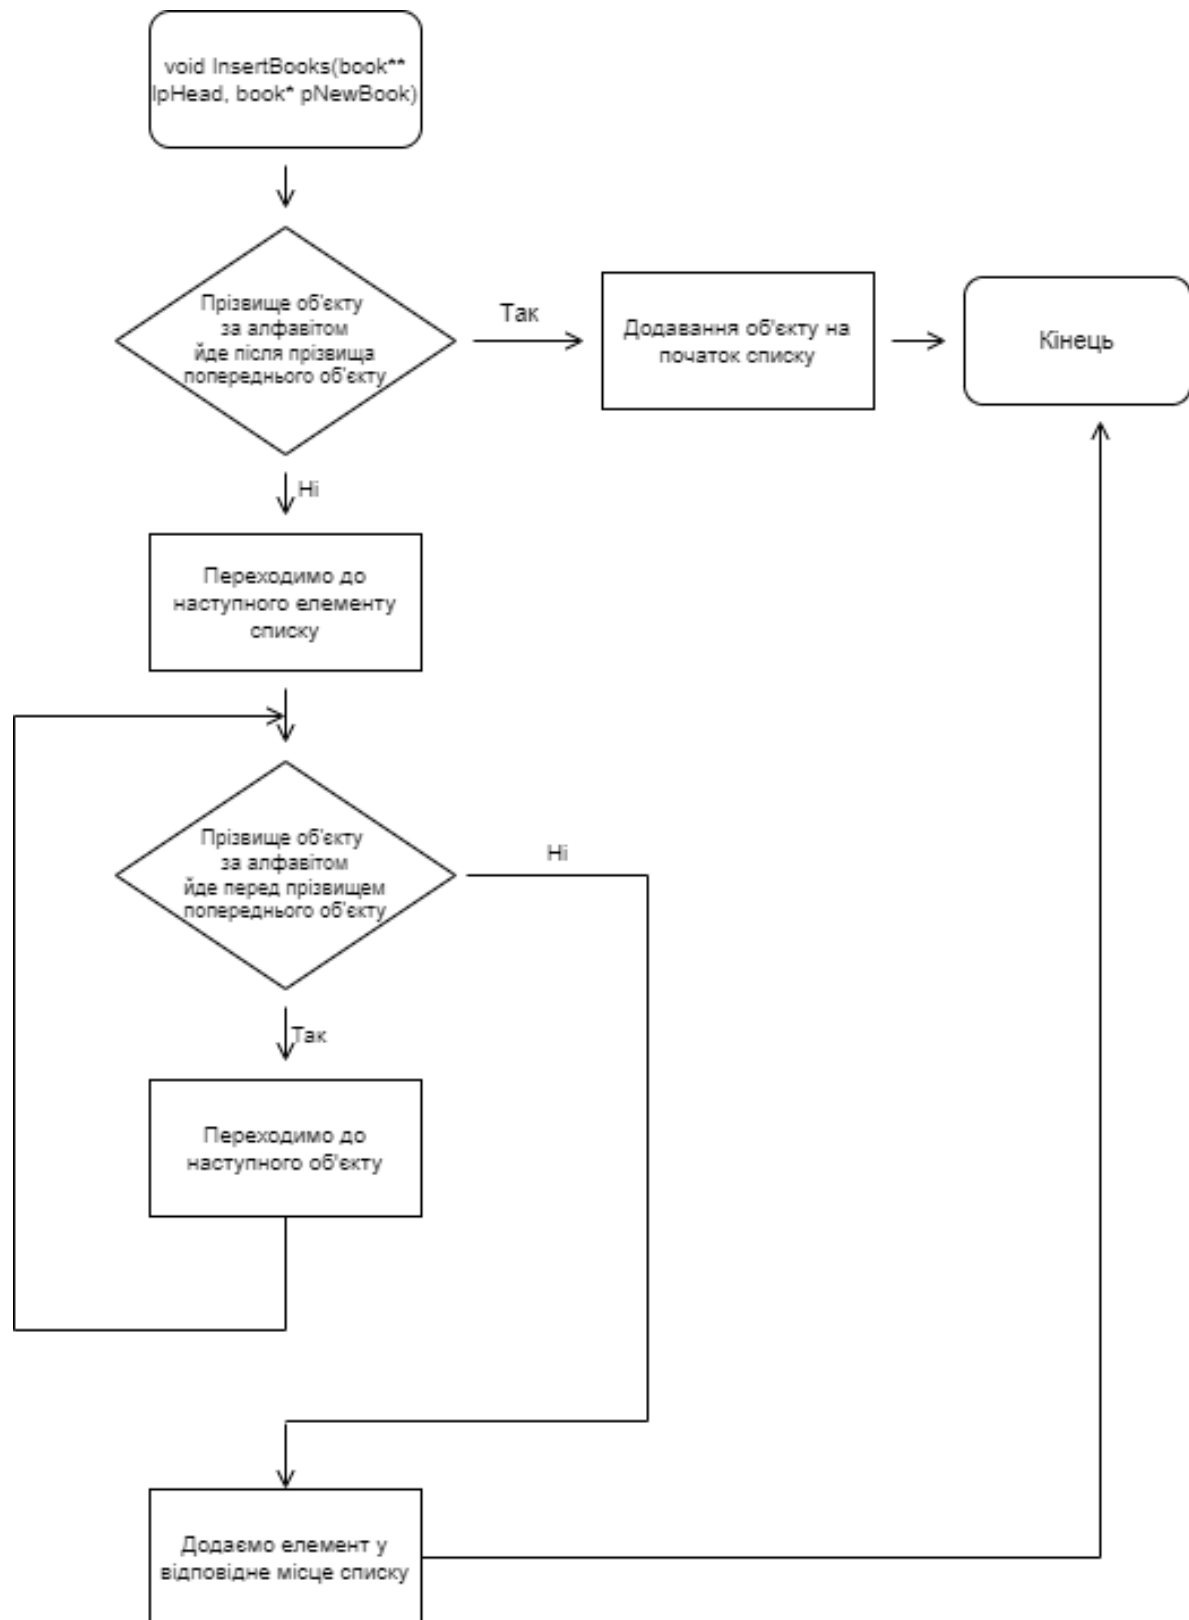 void InsertBooks(book**
lpHead, book* pNewBook)
Прізвище об'єкту
за алфавітом
йде після прізвища
попереднього об'єкту
Так
Додавання об'єкту на
початок списку
Кінець
Ні
Переходимо до
наступного елементу
списку
Прізвище об'єкту
за алфавітом
йде перед прізвищем
попереднього об'єкту
Ні
Так
Переходимо до
наступного об'єкту
Додаємо елемент у
відповідне місце списку